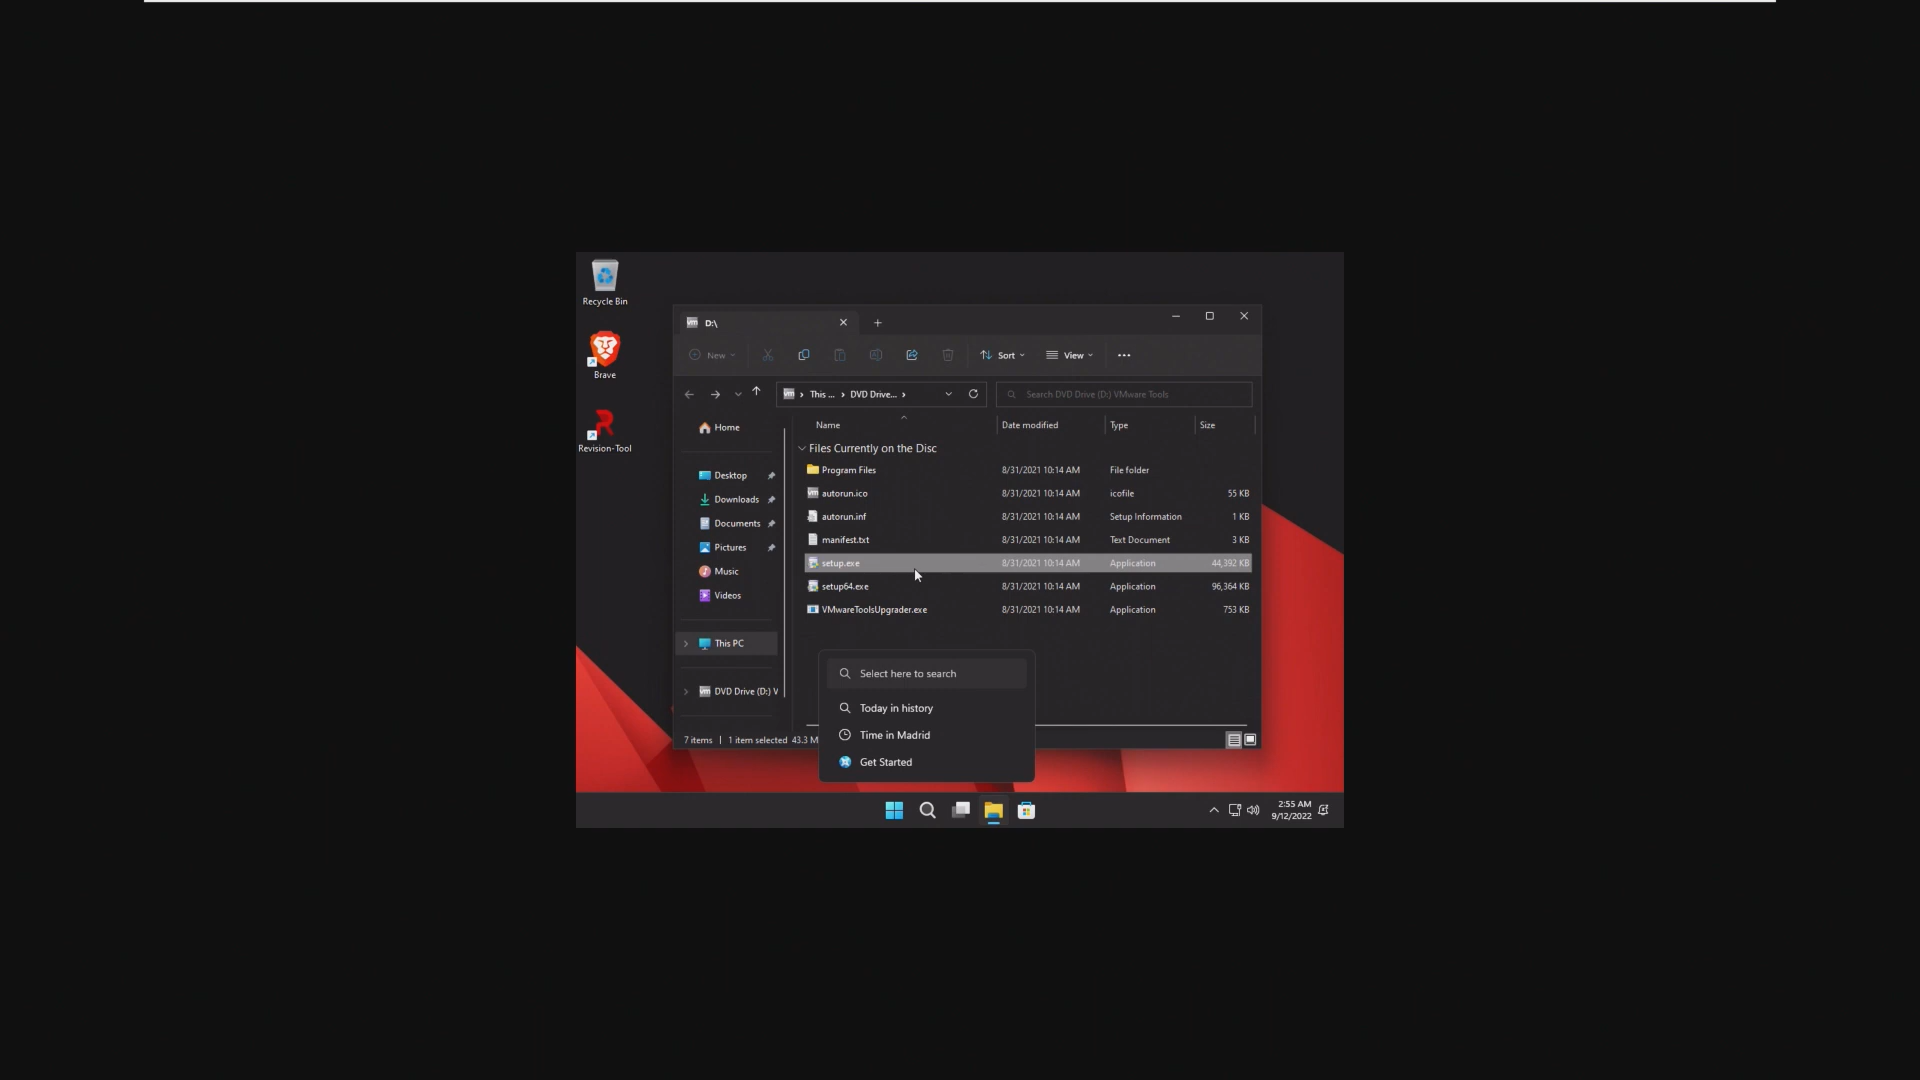 Recycle Bin
Brave
Revision-Tool
D:\
New
Sort
View
This ... > DVD Drive... >
Search DVD Drive (D:) VMware Tools
Home
Desktop
Downloads
Documents
Pictures
Music
Videos
This PC
DVD Drive (D:) V
Name Date modified Type Size
Files Currently on the Disc
Program Files 8/31/2021 10:14 AM File folder
autorun.ico 8/31/2021 10:14 AM icofile 55 KB
autorun.inf 8/31/2021 10:14 AM Setup Information 1 KB
manifest.txt 8/31/2021 10:14 AM Text Document 3 KB
setup.exe 8/31/2021 10:14 AM Application 44,392 KB
setup64.exe 8/31/2021 10:14 AM Application 96,364 KB
VMwareToolsUpgrader.exe 8/31/2021 10:14 AM Application 753 KB
7 items | 1 item selected 43.3 M
Select here to search
Today in history
Time in Madrid
Get Started
2:55 AM
9/12/2022